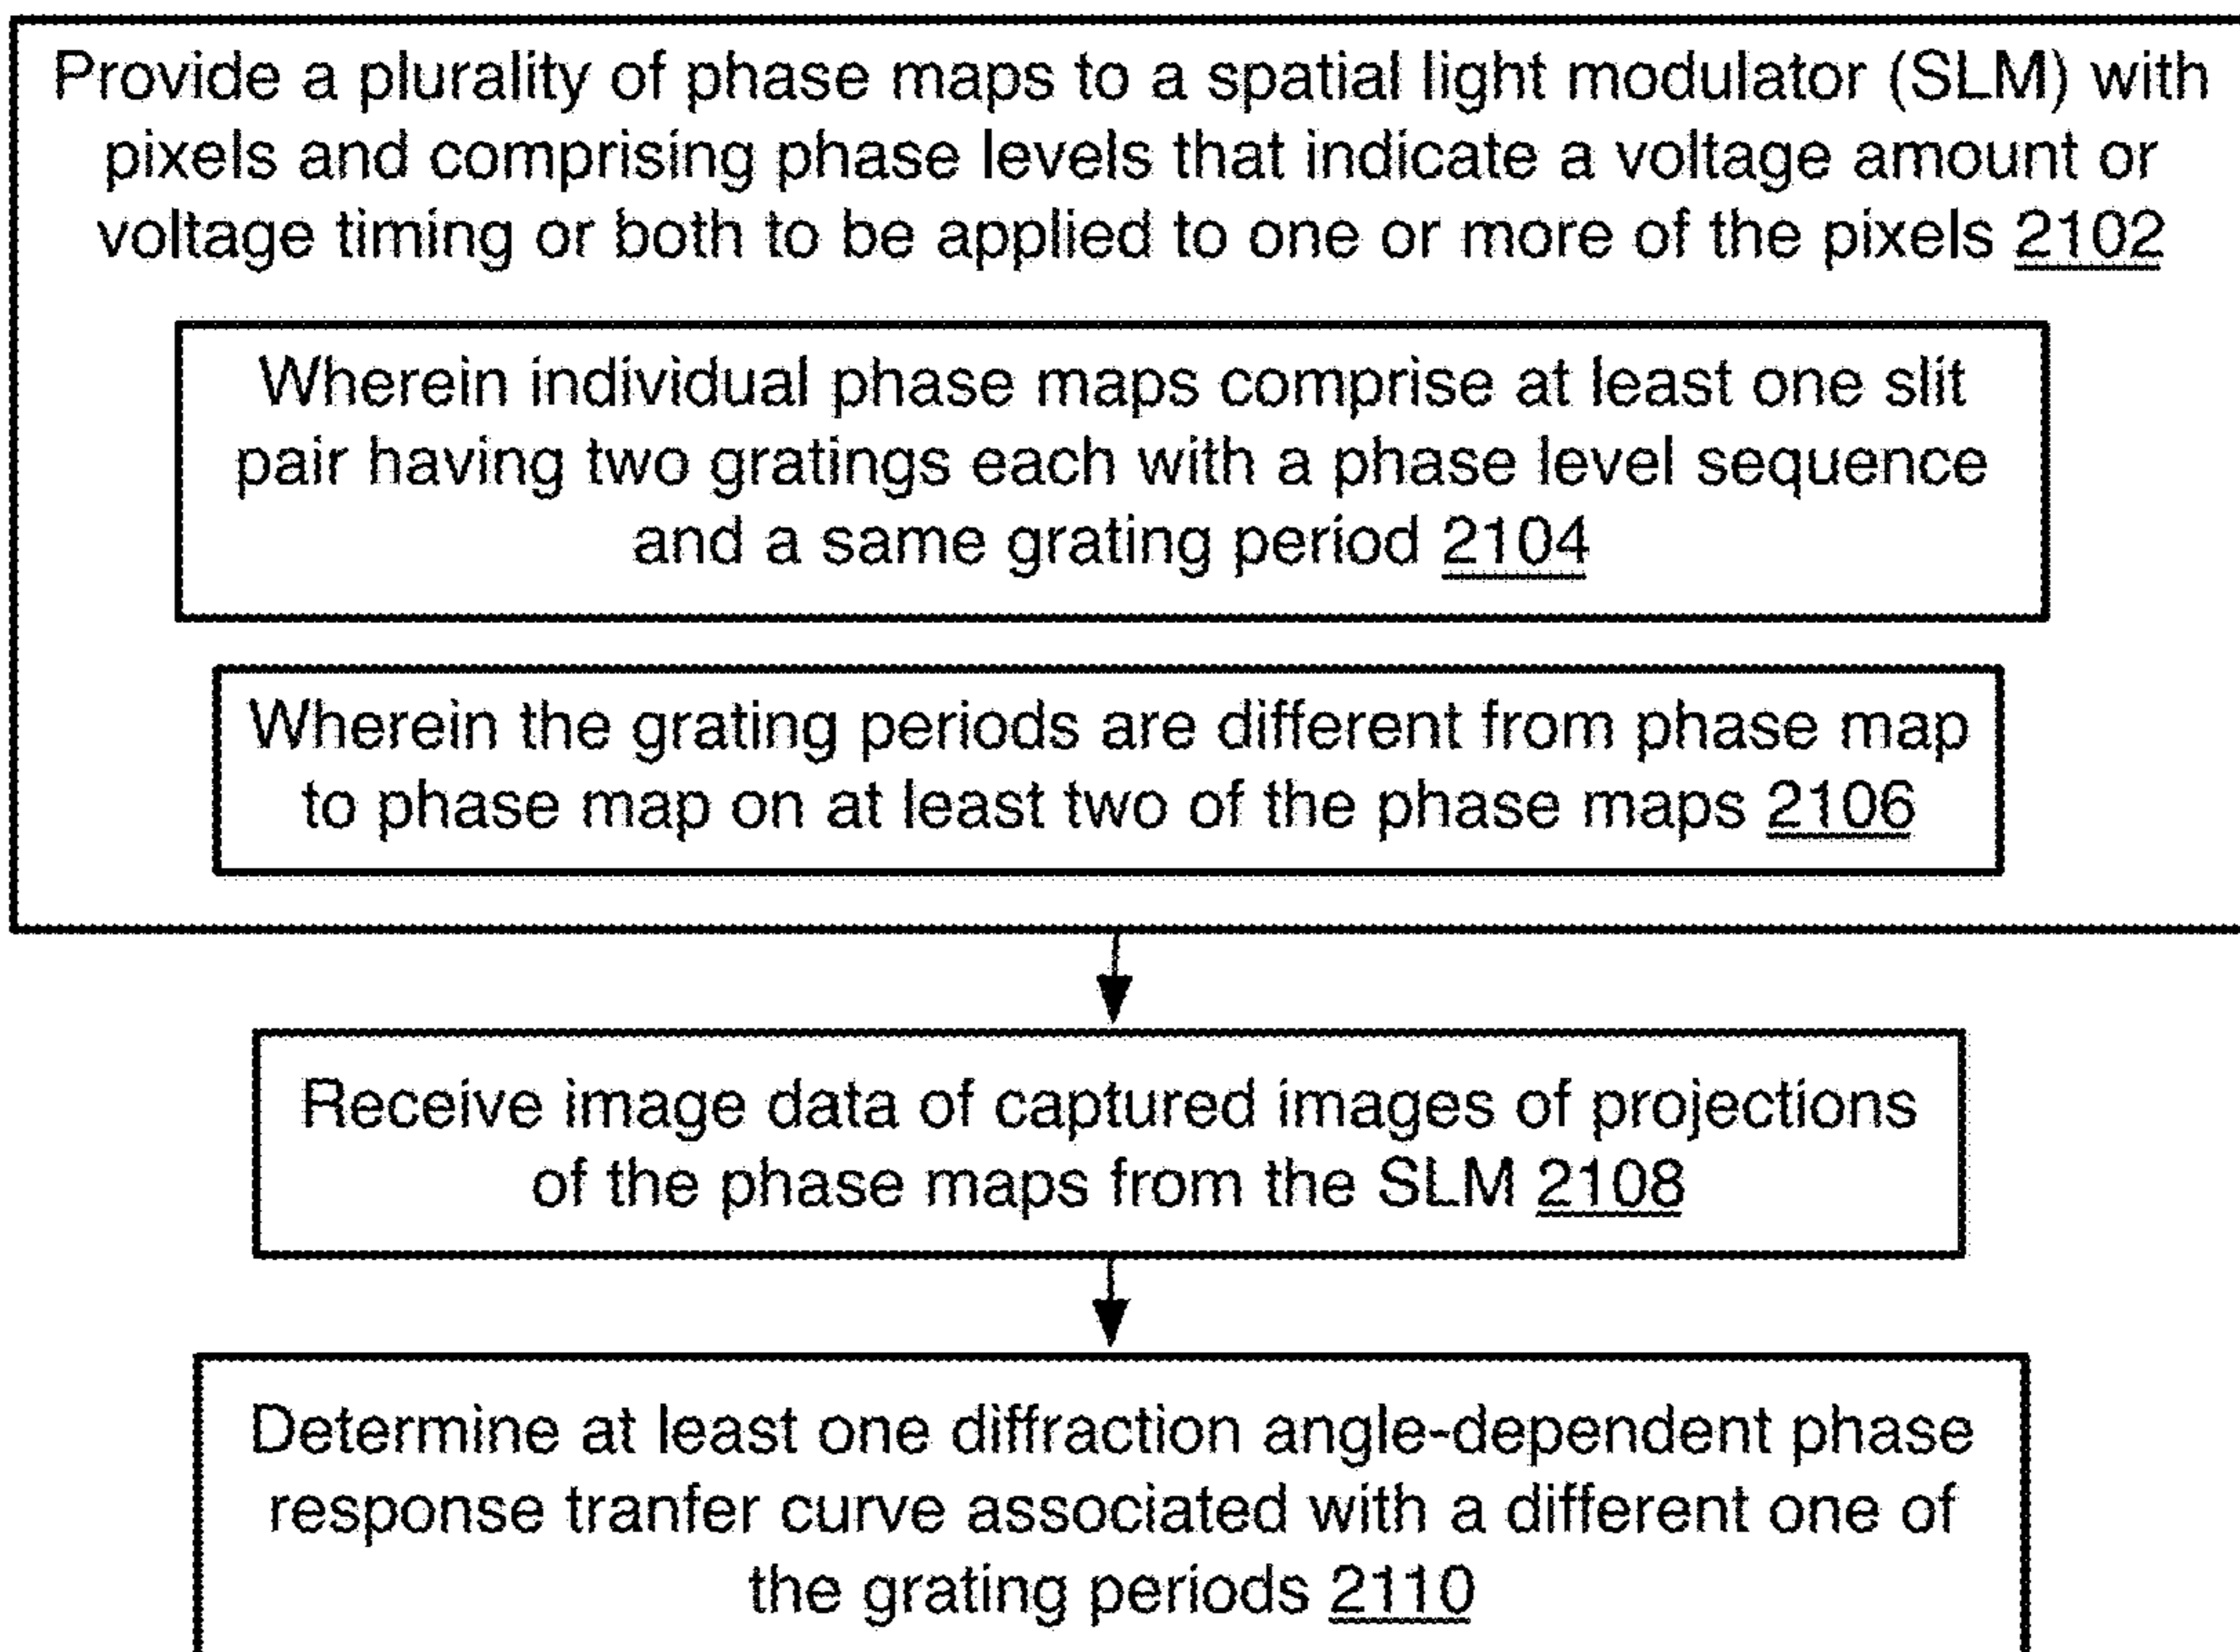 Provide a plurality of phase maps to a spatial light modulator (SLM) with
pixels and comprising phase levels that indicate a voltage amount or
voltage timing or both to be applied to one or more of the pixels 2102
Wherein individual phase maps comprise at least one slit
pair having two gratings each with a phase level sequence
and a same grating period 2104
Wherein the grating periods are different from phase map
to phase map on at least two of the phase maps 2106
Receive image data of captured images of projections
of the phase maps from the SLM 2108
Determine at least one diffraction angle-dependent phase
response tranfer curve associated with a different one of
the grating periods 2110